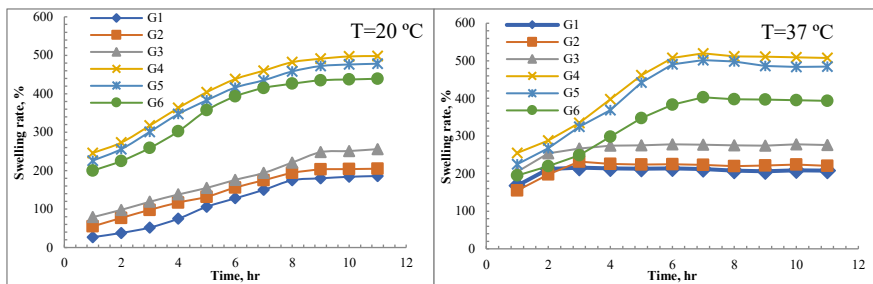 T=20 ºC
G1
G2
G3
G4
G5
G6
Swelling rate, %
600
500
400
300
200
100
0
0 2 4 6 8 10 12
Time, hr
T=37 ºC
G1
G2
G3
G4
G5
G6
Swelling rate, %
600
500
400
300
200
100
0
0 2 4 6 8 10 12
Time, hr